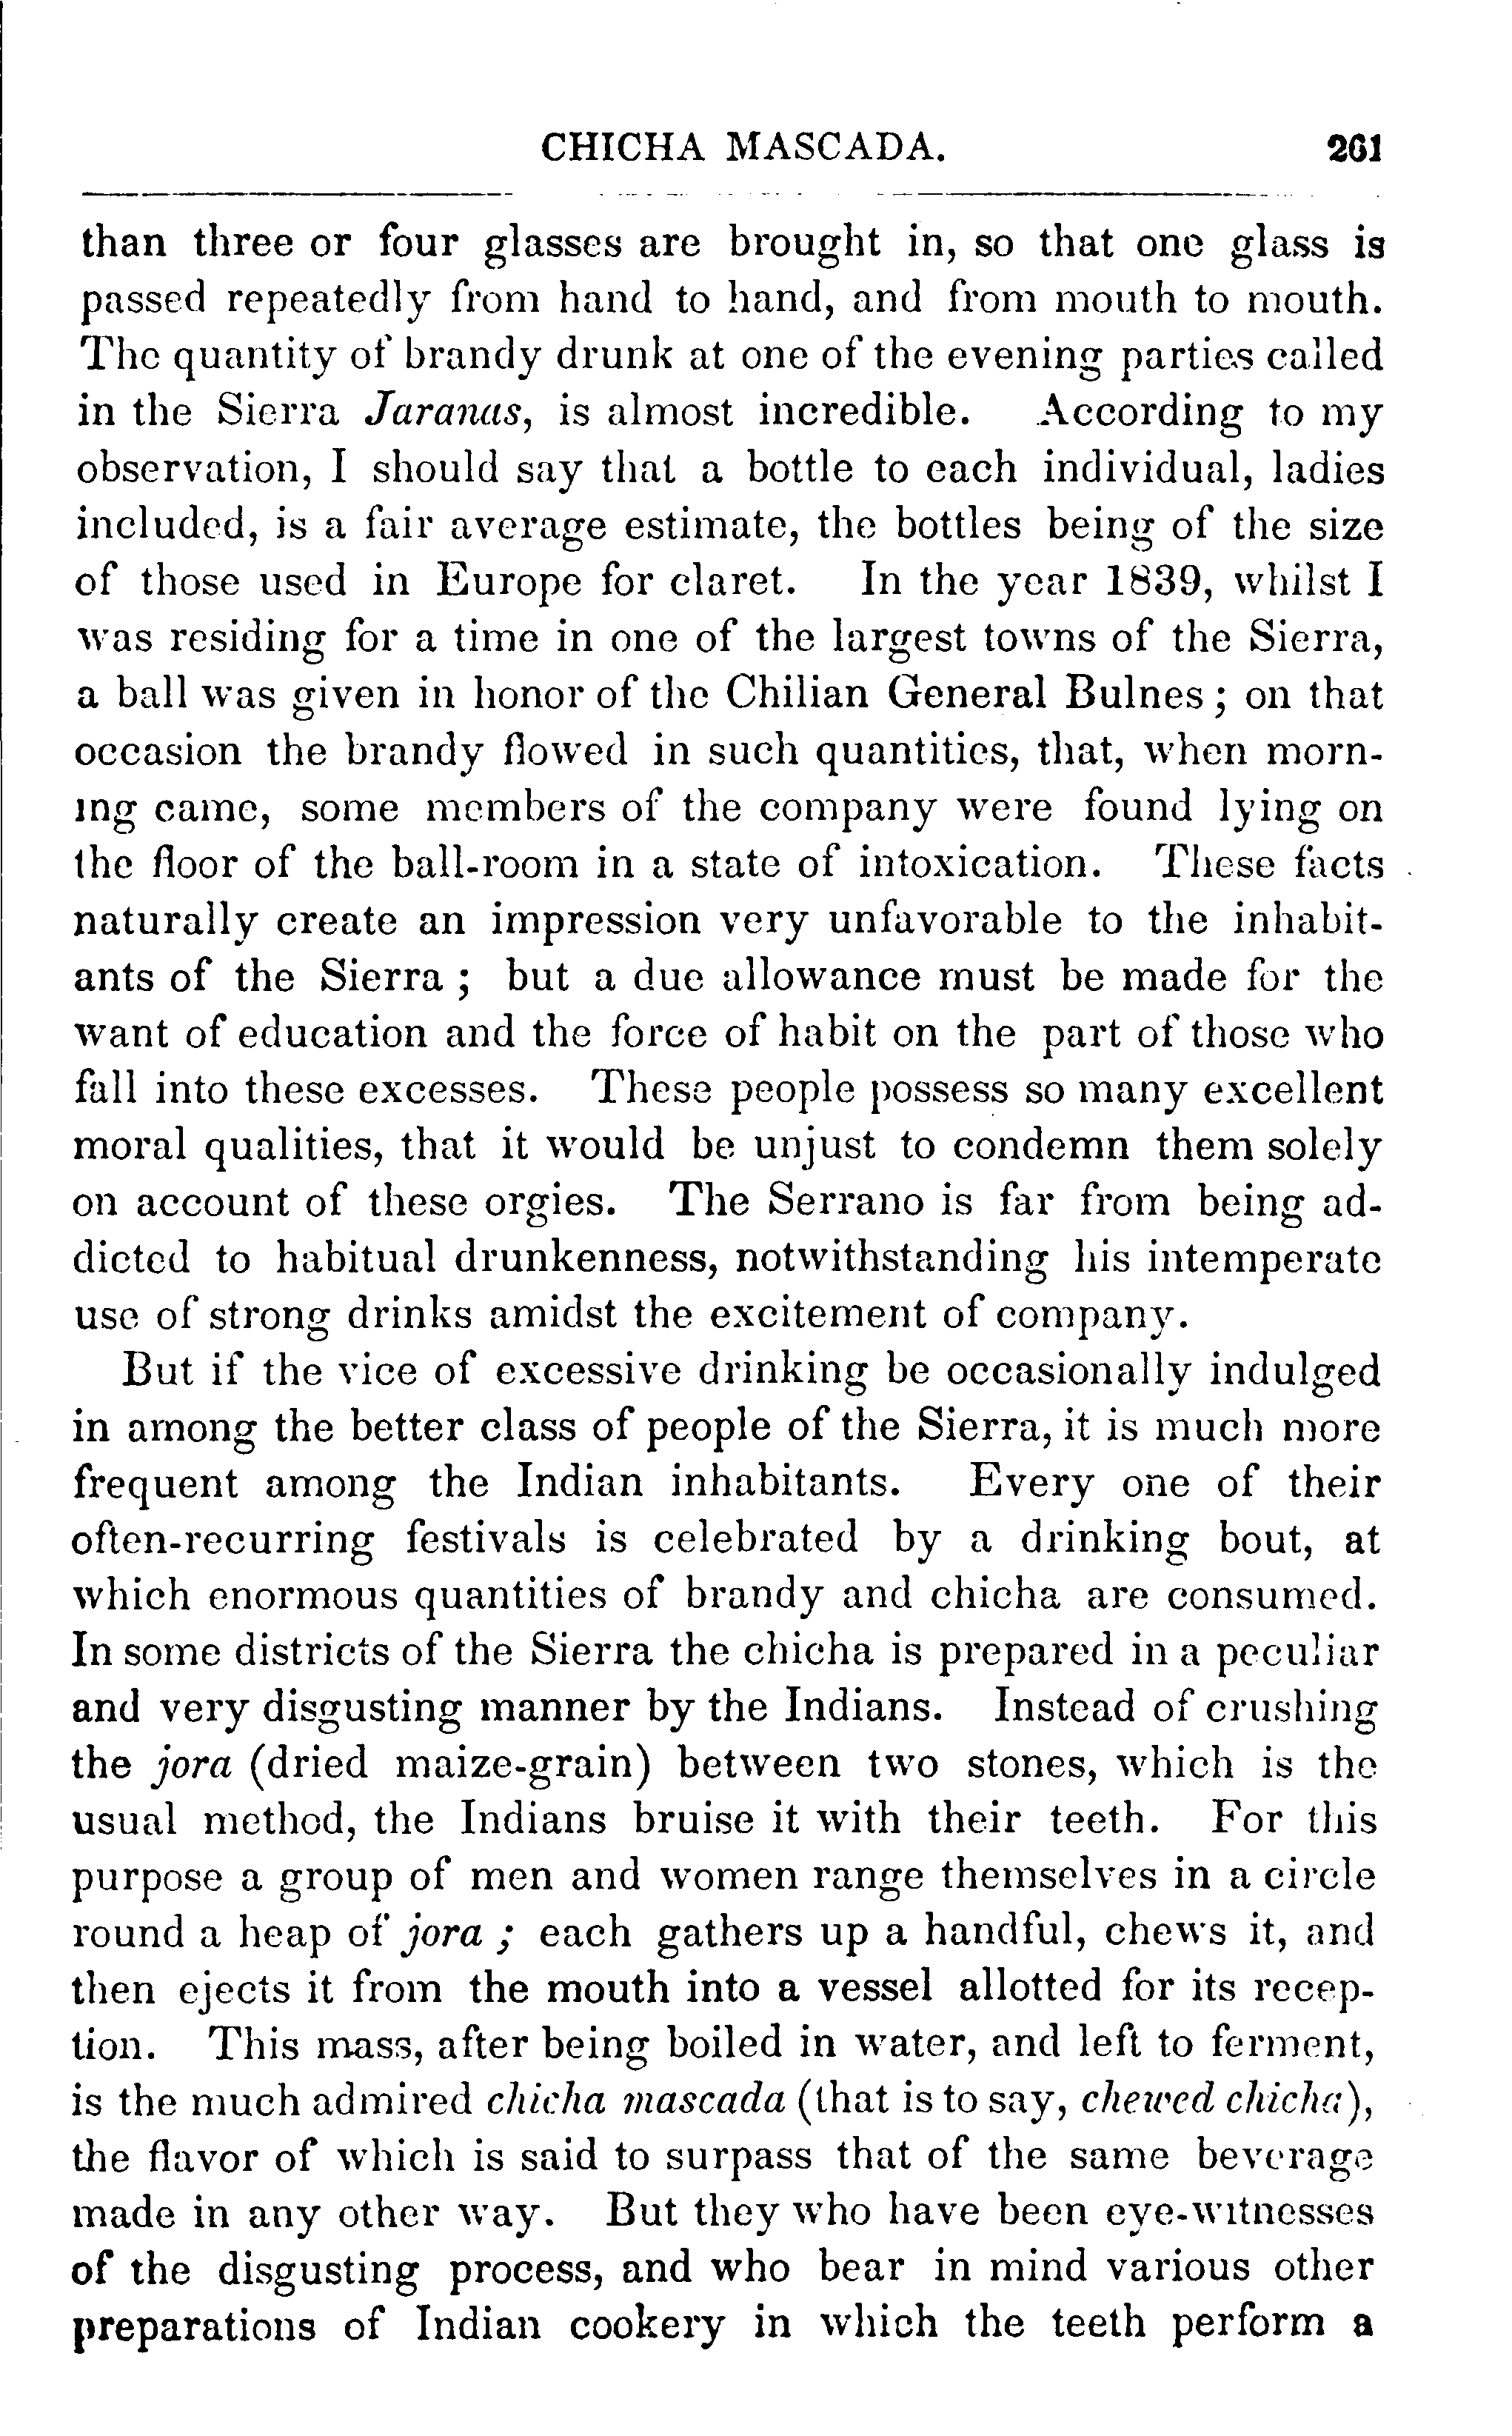 CHICHA MASCADA. 261
than three or four glasses are brought in, so that one glass is
passed repeatedly from hand to hand, and from mouth to mouth.
The quantity of brandy drunk at one of the evening parties called
in the Sierra Jaranas, is almost incredible. According to my
observation, I should say that a bottle to each individual, ladies
included, is a fair average estimate, the bottles being of the size
of those used in Europe for claret. In the year 1839, whilst I
was residing for a time in one of the largest towns of the Sierra,
a ball was given in honor of the Chilian General Bulnes; on that
occasion the brandy flowed in such quantities, that, when morn-
ing came, some members of the company were found lying on
the floor of the ball-room in a state of intoxication. These facts
naturally create an impression very unfavorable to the inhabit-
ants of the Sierra; but a due allowance must be made for the
want of education and the force of habit on the part of those who
fall into these excesses. These people possess so many excellent
moral qualities, that it would be unjust to condemn them solely
on account of these orgies. The Serrano is far from being ad-
dicted to habitual drunkenness, notwithstanding his intemperate
use of strong drinks amidst the excitement of company.
But if the vice of excessive drinking be occasionally indulged
in among the better class of people of the Sierra, it is much more
frequent among the Indian inhabitants. Every one of their
often-recurring festivals is celebrated by a drinking bout, at
which enormous quantities of brandy and chicha are consumed.
In some districts of the Sierra the chicha is prepared in a peculiar
and very disgusting manner by the Indians. Instead of crushing
the jora (dried maize-grain) between two stones, which is the
usual method, the Indians bruise it with their teeth. For this
purpose a group of men and women range themselves in a circle
round a heap of jora; each gathers up a handful, chews it, and
then ejects it from the mouth into a vessel allotted for its recep-
tion. This mass, after being boiled in water, and left to ferment,
is the much admired chicha mascada (that is to say, chewed chicha),
the flavor of which is said to surpass that of the same beverage
made in any other way. But they who have been eye-witnesses
of the disgusting process, and who bear in mind various other
preparations of Indian cookery in which the teeth perform a